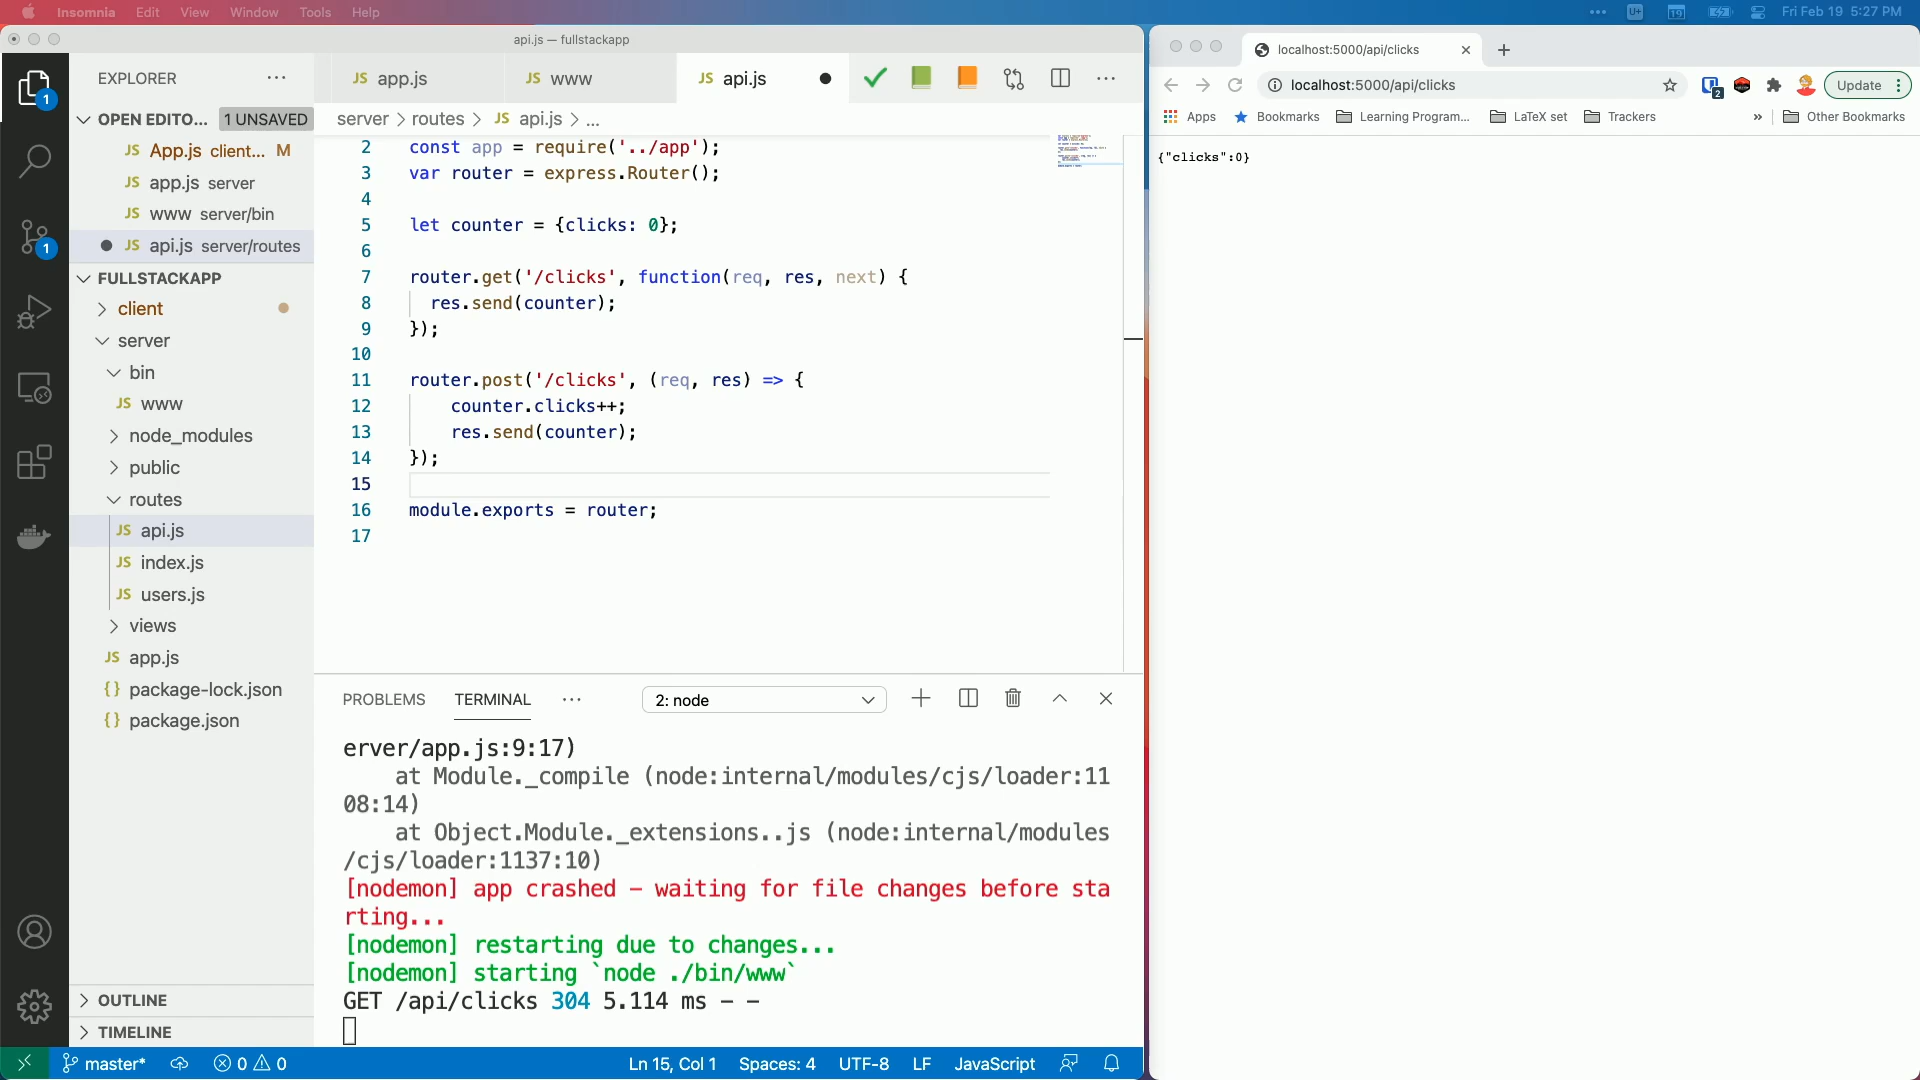 Insomnia Edit View Window Tools Help
U+ 19 Fri Feb 19 5:27 PM
api.js — fullstackapp
EXPLORER
JS app.js
JS www
JS api.js
OPEN EDITO... 1 UNSAVED
JS App.js client... M
JS app.js server
JS www server/bin
JS api.js server/routes
FULLSTACKAPP
client
server
bin
JS www
node_modules
public
routes
JS api.js
JS index.js
JS users.js
views
JS app.js
{} package-lock.json
{} package.json
OUTLINE
TIMELINE
1
1
server > routes > JS api.js > ...
2 const app = require('../app');
3 var router = express.Router();
4
5 let counter = {clicks: 0};
6
7 router.get('/clicks', function(req, res, next) {
8 res.send(counter);
9 });
10
11 router.post('/clicks', (req, res) => {
12 counter.clicks++;
13 res.send(counter);
14 });
15
16 module.exports = router;
17
PROBLEMS TERMINAL ... 2: node
erver/app.js:9:17)
at Module._compile (node:internal/modules/cjs/loader:11
08:14)
at Object.Module._extensions..js (node:internal/modules
/cjs/loader:1137:10)
[nodemon] app crashed – waiting for file changes before sta
rting...
[nodemon] restarting due to changes...
[nodemon] starting `node ./bin/www`
GET /api/clicks 304 5.114 ms - -
master* 0 0 Ln 15, Col 1 Spaces: 4 UTF-8 LF JavaScript
localhost:5000/api/clicks
localhost:5000/api/clicks
2
Update
Apps Bookmarks Learning Program... LaTeX set Trackers » Other Bookmarks
{"clicks":0}